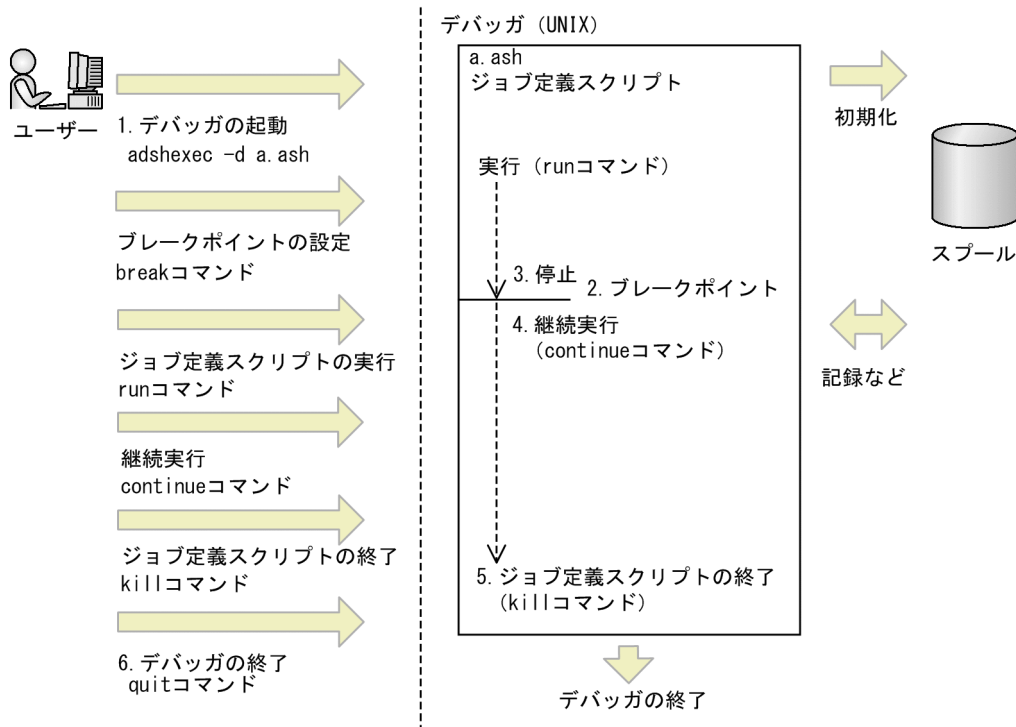 ユーザー
1.デバッガの起動
adshexec -d a.ash
ブレークポイントの設定
breakコマンド
ジョブ定義スクリプトの実行
runコマンド
継続実行
continueコマンド
ジョブ定義スクリプトの終了
killコマンド
6.デバッガの終了
quitコマンド
デバッガ（UNIX）
a.ash
ジョブ定義スクリプト
実行（runコマンド）
3.停止
2.ブレークポイント
4.継続実行
（continueコマンド）
5.ジョブ定義スクリプトの終了
（killコマンド）
デバッガの終了
初期化
スプール
記録など